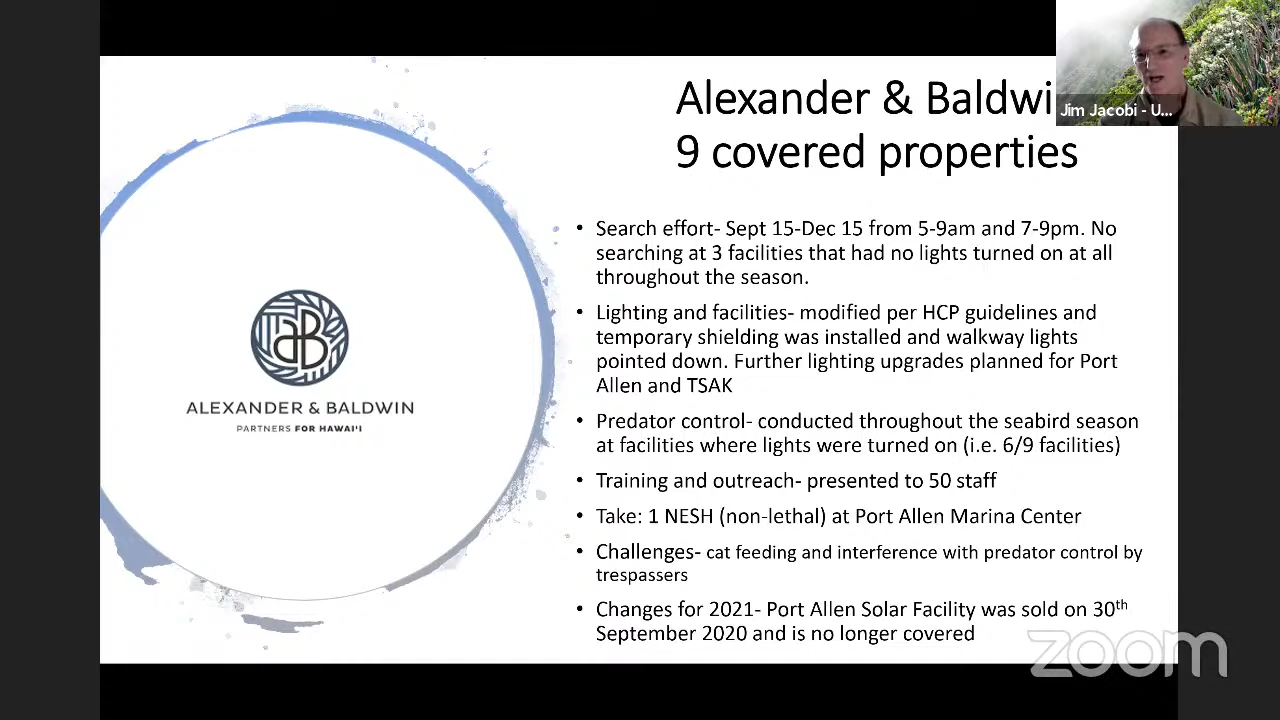 Alexander & Baldwi
9 covered properties
Jim Jacobi - U...
• Search effort- Sept 15-Dec 15 from 5-9am and 7-9pm. No
searching at 3 facilities that had no lights turned on at all
throughout the season.
• Lighting and facilities- modified per HCP guidelines and
temporary shielding was installed and walkway lights
pointed down. Further lighting upgrades planned for Port
Allen and TSAK
• Predator control- conducted throughout the seabird season
at facilities where lights were turned on (i.e. 6/9 facilities)
• Training and outreach- presented to 50 staff
• Take: 1 NESH (non-lethal) at Port Allen Marina Center
• Challenges- cat feeding and interference with predator control by
trespassers
• Changes for 2021- Port Allen Solar Facility was sold on 30th
September 2020 and is no longer covered
aB
ALEXANDER & BALDWIN
PARTNERS FOR HAWAI'I
zoom